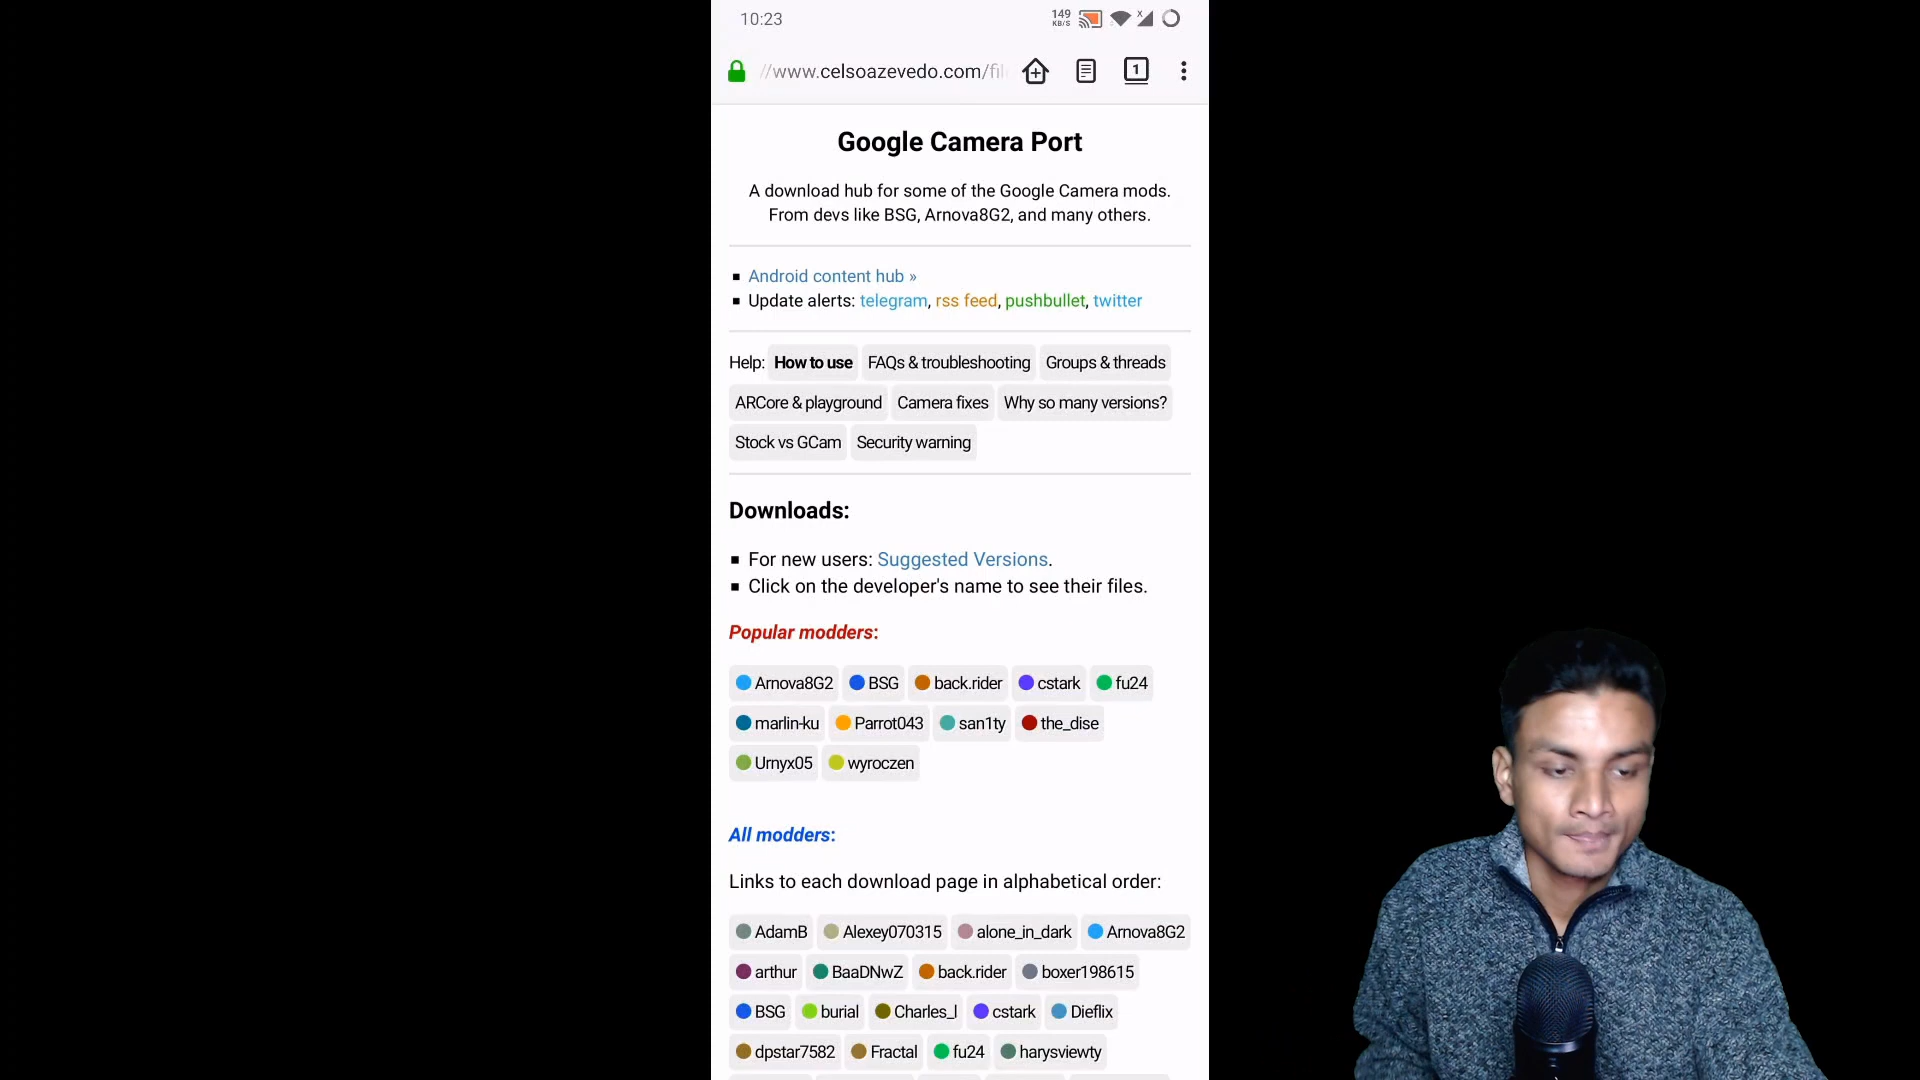 10:23
149
KB/S
X
//www.celsoazevedo.com/fil
1
Google Camera Port
A download hub for some of the Google Camera mods.
From devs like BSG, Arnova8G2, and many others.
Android content hub »
Update alerts: telegram, rss feed, pushbullet, twitter
Help: How to use FAQs & troubleshooting Groups & threads
ARCore & playground Camera fixes Why so many versions?
Stock vs GCam Security warning
Downloads:
For new users: Suggested Versions.
Click on the developer's name to see their files.
Popular modders:
Arnova8G2 BSG back.rider cstark fu24
marlin-ku Parrot043 san1ty the_dise
Urnyx05 wyroczen
All modders:
Links to each download page in alphabetical order:
AdamB Alexey070315 alone_in_dark Arnova8G2
arthur BaaDNwZ back.rider boxer198615
BSG burial Charles_l cstark Dieflix
dpstar7582 Fractal fu24 harysviewty